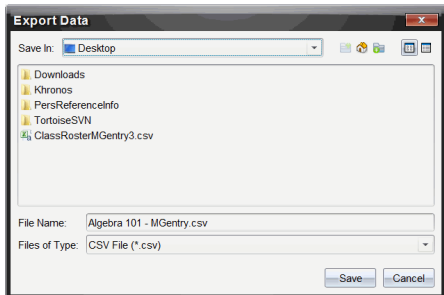 Export Data
Save In: Desktop
Downloads
Khronos
PersReferenceInfo
TortoiseSVN
ClassRosterMGentry3.csv
File Name: Algebra 101 - MGentry.csv
Files of Type: CSV File (*.csv)
Save Cancel